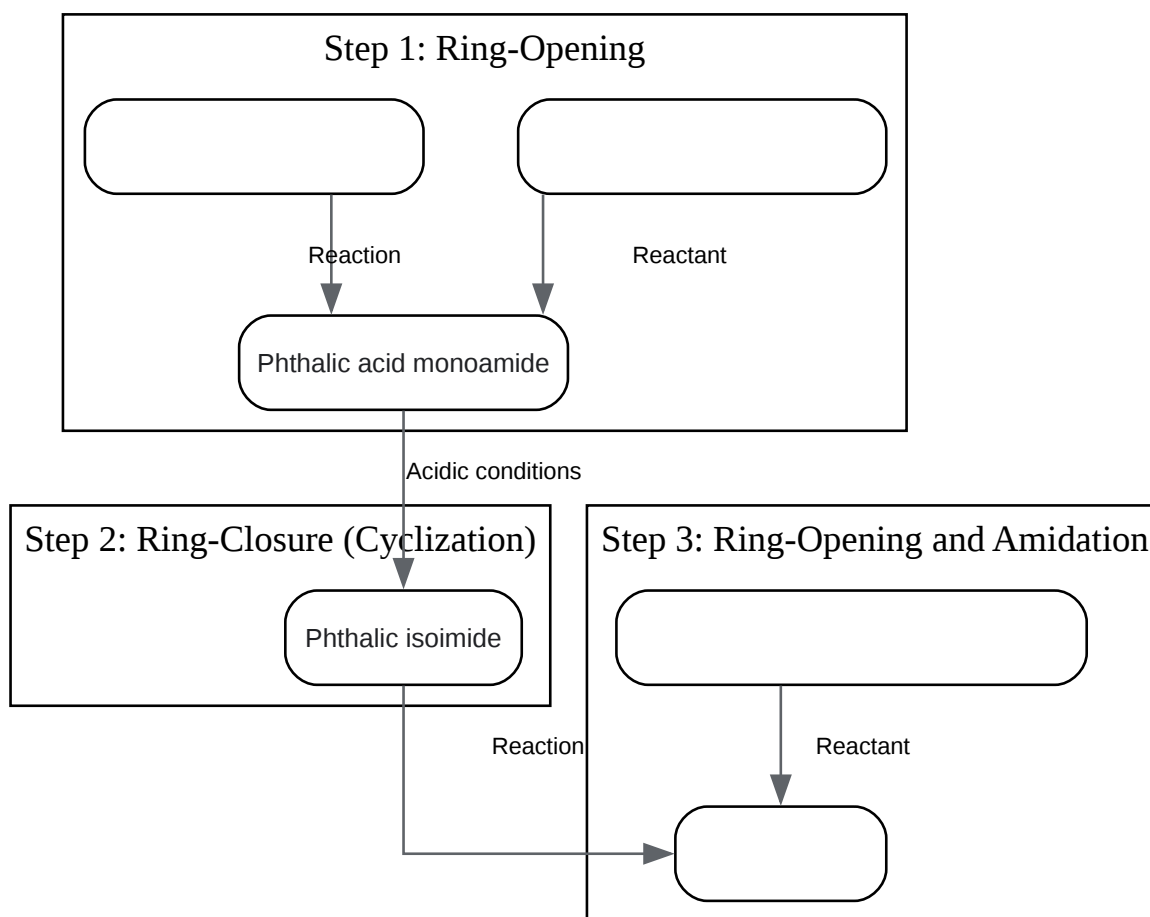 Step 1: Ring-Opening
Reaction
Reactant
Phthalic acid monoamide
Acidic conditions
Step 2: Ring-Closure (Cyclization)
Phthalic isoimide
Reaction
Step 3: Ring-Opening and Amidation
Reactant